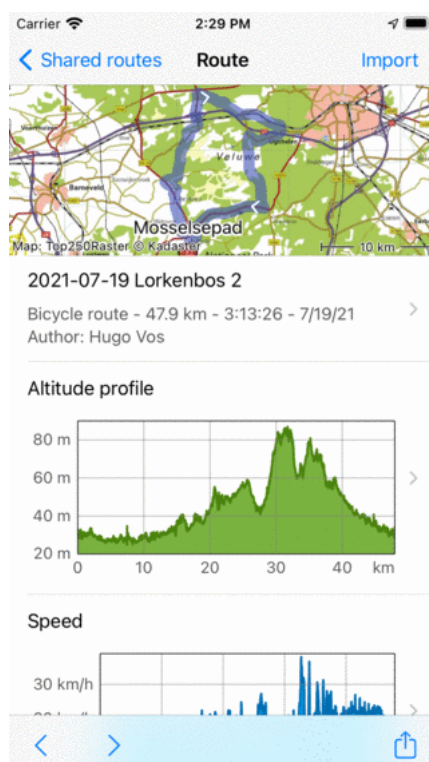 Carrier 2:29 PM
Shared routes Route Import
Voorthuizen
Ugchelen
Veluwe
Barneveld
Mosselsepad
Map: Top250Raster © Kadaster
10 km
2021-07-19 Lorkenbos 2
Bicycle route - 47.9 km - 3:13:26 - 7/19/21
Author: Hugo Vos
Altitude profile
80 m
60 m
40 m
20 m
0 10 20 30 40 km
Speed
30 km/h